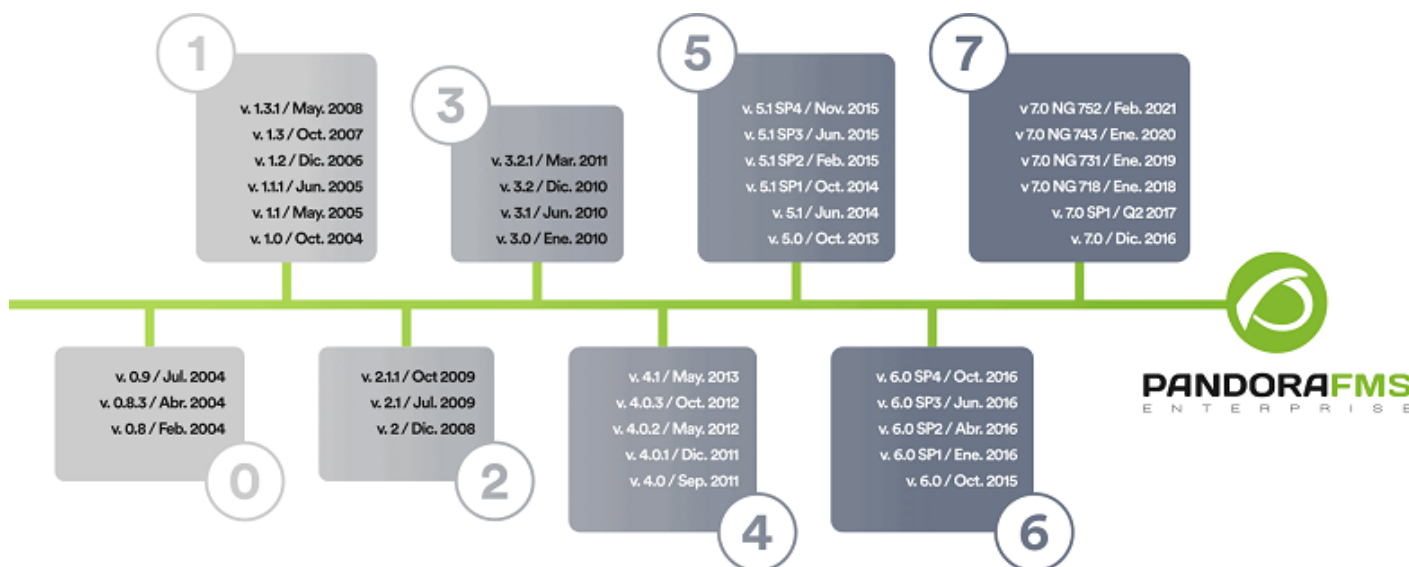 1
v. 1.3.1 / May. 2008
v. 1.3 / Oct. 2007
v. 1.2 / Dic. 2006
v. 1.1.1 / Jun. 2005
v. 1.1 / May. 2005
v. 1.0 / Oct. 2004
3
v. 3.2.1 / Mar. 2011
v. 3.2 / Dic. 2010
v. 3.1 / Jun. 2010
v. 3.0 / Ene. 2010
5
v. 5.1 SP4 / Nov. 2015
v. 5.1 SP3 / Jun. 2015
v. 5.1 SP2 / Feb. 2015
v. 5.1 SP1 / Oct. 2014
v. 5.1 / Jun. 2014
v. 5.0 / Oct. 2013
7
v 7.0 NG 752 / Feb. 2021
v 7.0 NG 743 / Ene. 2020
v 7.0 NG 731 / Ene. 2019
v 7.0 NG 718 / Ene. 2018
v. 7.0 SP1 / Q2 2017
v. 7.0 / Dic. 2016
v. 0.9 / Jul. 2004
v. 0.8.3 / Abr. 2004
v. 0.8 / Feb. 2004
0
v. 2.1.1 / Oct 2009
v. 2.1 / Jul. 2009
v. 2 / Dic. 2008
2
v. 4.1 / May. 2013
v. 4.0.3 / Oct. 2012
v. 4.0.2 / May. 2012
v. 4.0.1 / Dic. 2011
v. 4.0 / Sep. 2011
4
v. 6.0 SP4 / Oct. 2016
v. 6.0 SP3 / Jun. 2016
v. 6.0 SP2 / Abr. 2016
v. 6.0 SP1 / Ene. 2016
v. 6.0 / Oct. 2015
6
PANDORAFMS
ENTERPRISE